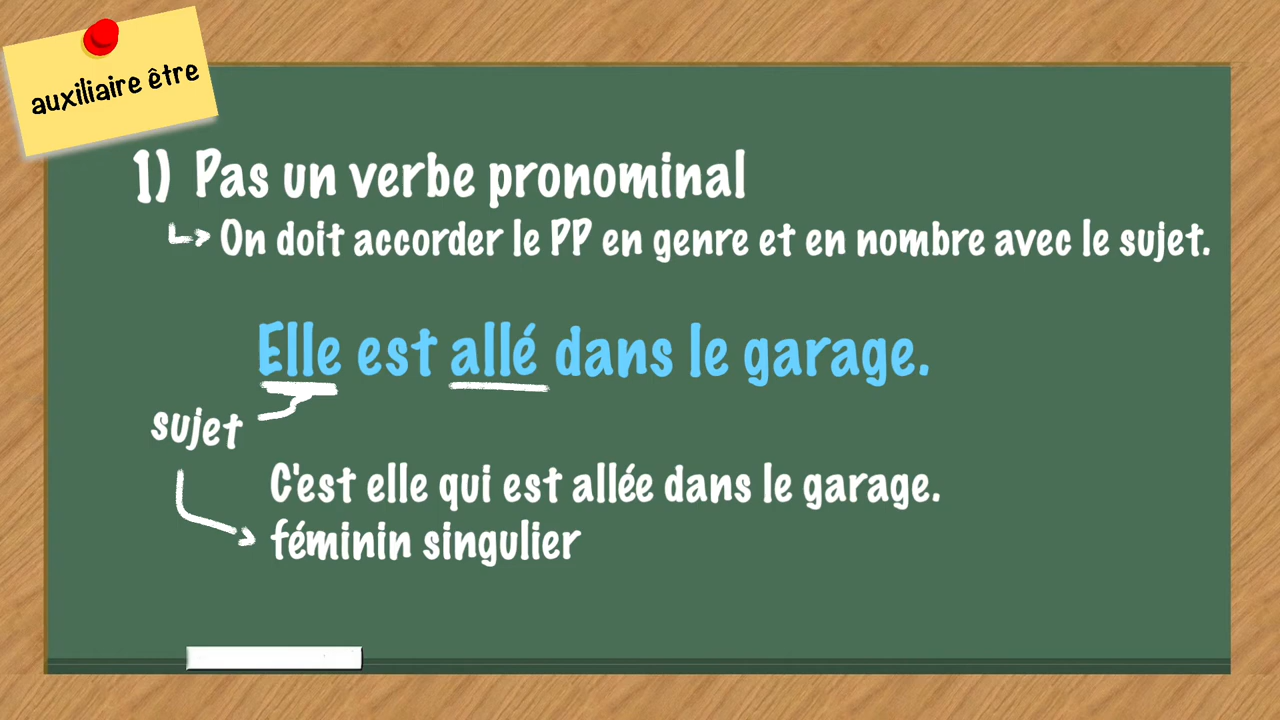 auxiliaire être
1) Pas un verbe pronominal
On doit accorder le PP en genre et en nombre avec le sujet.
Elle est allé dans le garage.
sujet
C'est elle qui est allée dans le garage.
féminin singulier